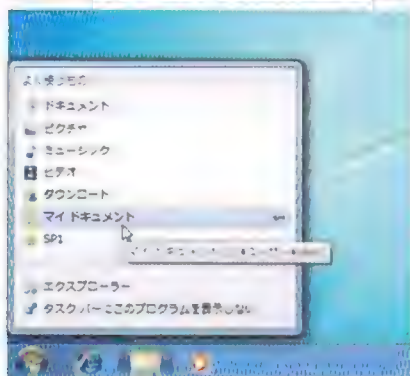 よく使うもの
ドキュメント
ピクチャ
ミュージック
ビデオ
ダウンロード
マイ ドキュメント
SP1
エクスプローラー
タスク バーにこのプログラムを表示しない